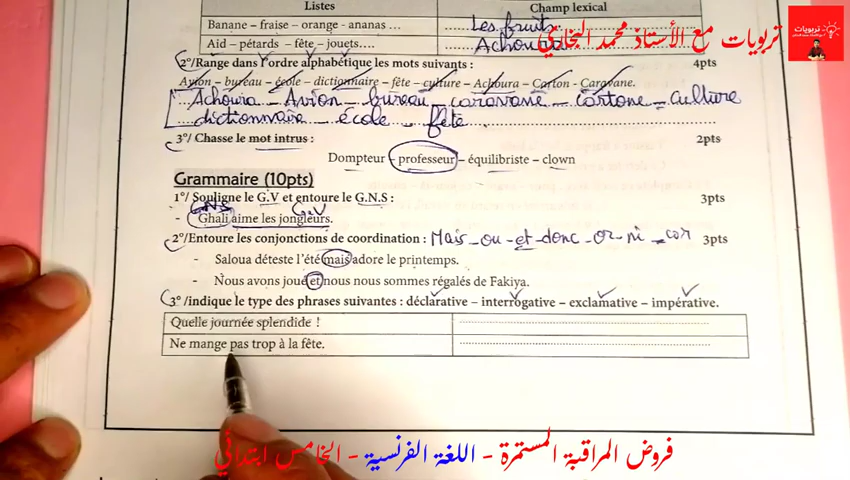 Listes Champ lexical
Banane – fraise – orange - ananas ... Les fruits
Aid – pétards – fête – jouets.... Achoura
تربويات مع الأستاذ محمد البخاري
تربويات
2°/Range dans l'ordre alphabétique les mots suivants : 4pts
Avion – bureau – école – dictionnaire – fête – culture – Achoura – Carton - Caravane.
Achoura - Avion - bureau - caravane - cartone - culture
dictionnaire - école - fête
3°/ Chasse le mot intrus : 2pts
Dompteur – professeur – équilibriste – clown
Grammaire (10pts)
1°/ Souligne le G.V et entoure le G.N.S : 3pts
G.N.S G.V
- Ghali aime les jongleurs.
2°/Entoure les conjonctions de coordination : Mais - ou - et - donc - or - ni - car 3pts
- Saloua déteste l'été mais adore le printemps.
- Nous avons joué et nous nous sommes régalés de Fakiya.
3° /indique le type des phrases suivantes : déclarative – interrogative – exclamative – impérative.
Quelle journée splendide !
Ne mange pas trop à la fête.
فروض المراقبة المستمرة - اللغة الفرنسية - الخامس ابتدائي